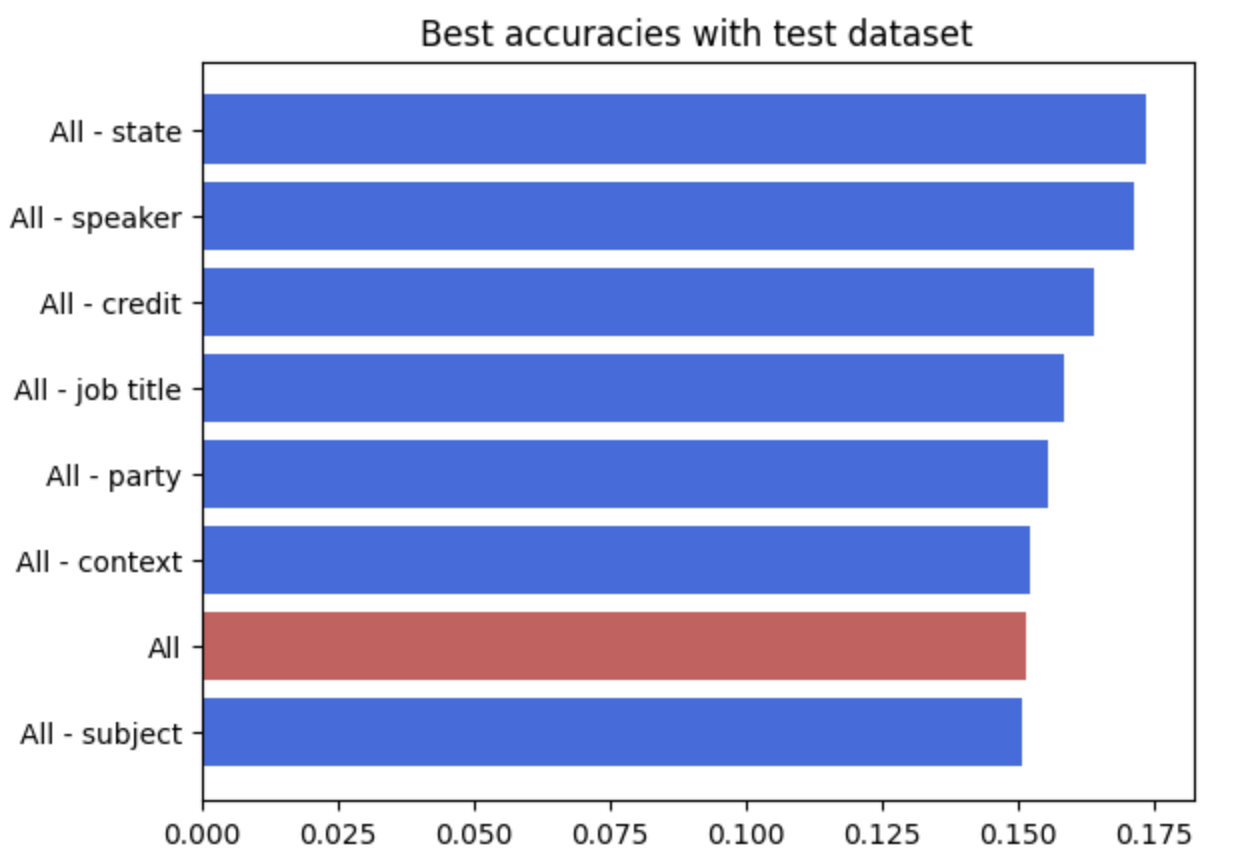 Best accuracies with test dataset
All - state
All - speaker
All - credit
All - job title
All - party
All - context
All
All - subject
0.000 0.025 0.050 0.075 0.100 0.125 0.150 0.175